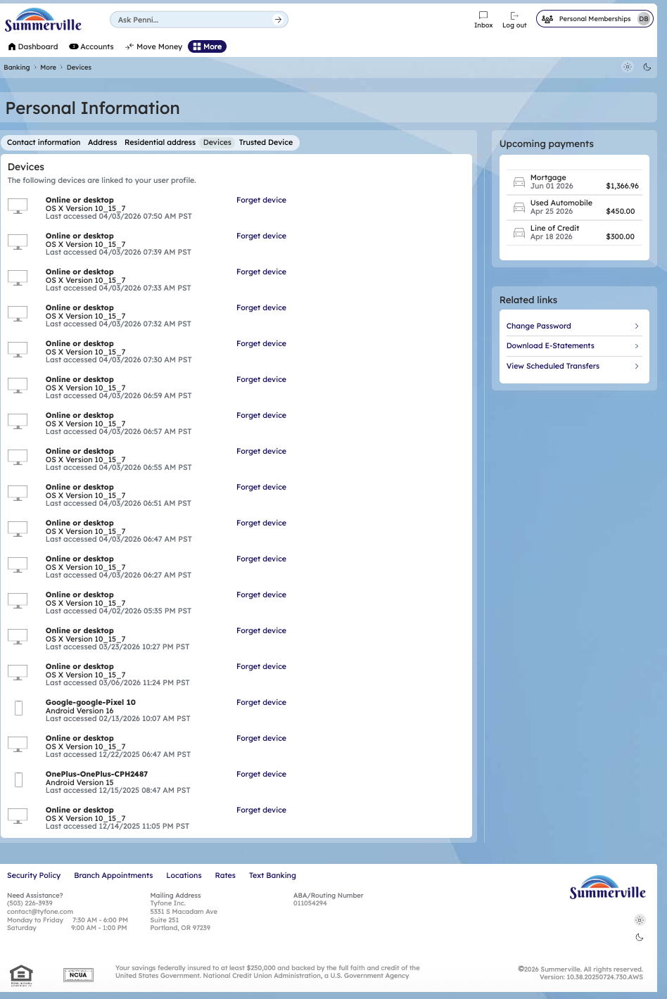 Summerville
Ask Penni...
Inbox
Log out
Personal Memberships
DB
Dashboard
Accounts
Move Money
More
Banking
More
Devices
Personal Information
Contact information
Address
Residential address
Devices
Trusted Device
Devices
The following devices are linked to your user profile.
Online or desktop
Forget device
OS X Version 10_15_7
Last accessed 04/03/2026 07:50 AM PST
Online or desktop
Forget device
OS X Version 10_15_7
Last accessed 04/03/2026 07:39 AM PST
Online or desktop
Forget device
OS X Version 10_15_7
Last accessed 04/03/2026 07:33 AM PST
Online or desktop
Forget device
OS X Version 10_15_7
Last accessed 04/03/2026 07:32 AM PST
Online or desktop
Forget device
OS X Version 10_15_7
Last accessed 04/03/2026 07:30 AM PST
Online or desktop
Forget device
OS X Version 10_15_7
Last accessed 04/03/2026 06:59 AM PST
Online or desktop
Forget device
OS X Version 10_15_7
Last accessed 04/03/2026 06:57 AM PST
Online or desktop
Forget device
OS X Version 10_15_7
Last accessed 04/03/2026 06:55 AM PST
Online or desktop
Forget device
OS X Version 10_15_7
Last accessed 04/03/2026 06:51 AM PST
Online or desktop
Forget device
OS X Version 10_15_7
Last accessed 04/03/2026 06:47 AM PST
Online or desktop
Forget device
OS X Version 10_15_7
Last accessed 04/03/2026 06:27 AM PST
Online or desktop
Forget device
OS X Version 10_15_7
Last accessed 04/02/2026 05:35 PM PST
Online or desktop
Forget device
OS X Version 10_15_7
Last accessed 03/23/2026 10:27 PM PST
Online or desktop
Forget device
OS X Version 10_15_7
Last accessed 03/06/2026 11:24 PM PST
Google-google-Pixel 10
Forget device
Android Version 16
Last accessed 02/13/2026 10:07 AM PST
Online or desktop
Forget device
OS X Version 10_15_7
Last accessed 12/22/2025 06:47 AM PST
OnePlus-OnePlus-CPH2487
Forget device
Android Version 15
Last accessed 12/15/2025 08:47 AM PST
Online or desktop
Forget device
OS X Version 10_15_7
Last accessed 12/14/2025 11:05 PM PST
Upcoming payments
Mortgage
Jun 01 2026 $1,366.96
Used Automobile
Apr 25 2026 $450.00
Line of Credit
Apr 18 2026 $300.00
Related links
Change Password
Download E-Statements
View Scheduled Transfers
Security Policy
Branch Appointments
Locations
Rates
Text Banking
Need Assistance?
(503) 226-3939
contact@tyfone.com
Monday to Friday 7:30 AM - 6:00 PM
Saturday 9:00 AM - 1:00 PM
Mailing Address
Tyfone Inc.
5331 S Macadam Ave
Suite 251
Portland, OR 97239
ABA/Routing Number
011054294
Summerville
NCUA
Your savings federally insured to at least $250,000 and backed by the full faith and credit of the
United States Government. National Credit Union Administration, a U.S. Government Agency
©2026 Summerville. All rights reserved.
Version: 10.38.20250724.730.AWS